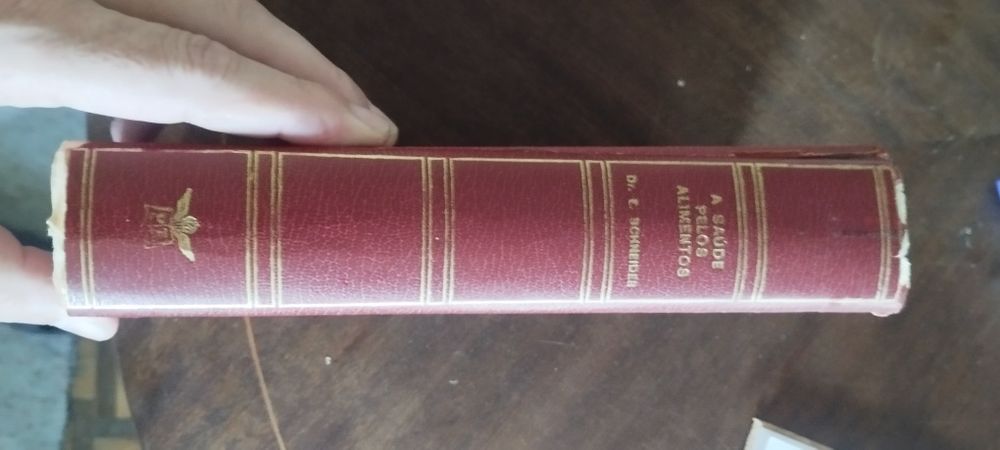 A SAÚDE
PELOS
ALIMENTOS
Dr. E. SCHNEIDER